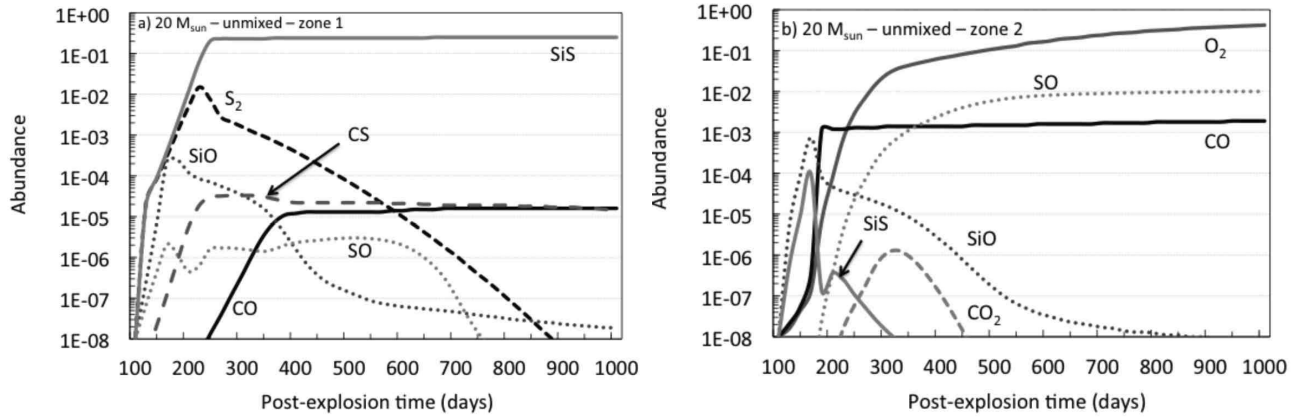 a) 20 Msun – unmixed – zone 1
1E+00
1E-01
1E-02
1E-03
1E-04
1E-05
1E-06
1E-07
1E-08
Abundance
SiS
S2
CS
SiO
SO
CO
100 200 300 400 500 600 700 800 900 1000
Post-explosion time (days)
b) 20 Msun – unmixed – zone 2
1E+00
1E-01
1E-02
1E-03
1E-04
1E-05
1E-06
1E-07
1E-08
Abundance
O2
SO
CO
SiS
SiO
CO2
100 200 300 400 500 600 700 800 900 1000
Post-explosion time (days)